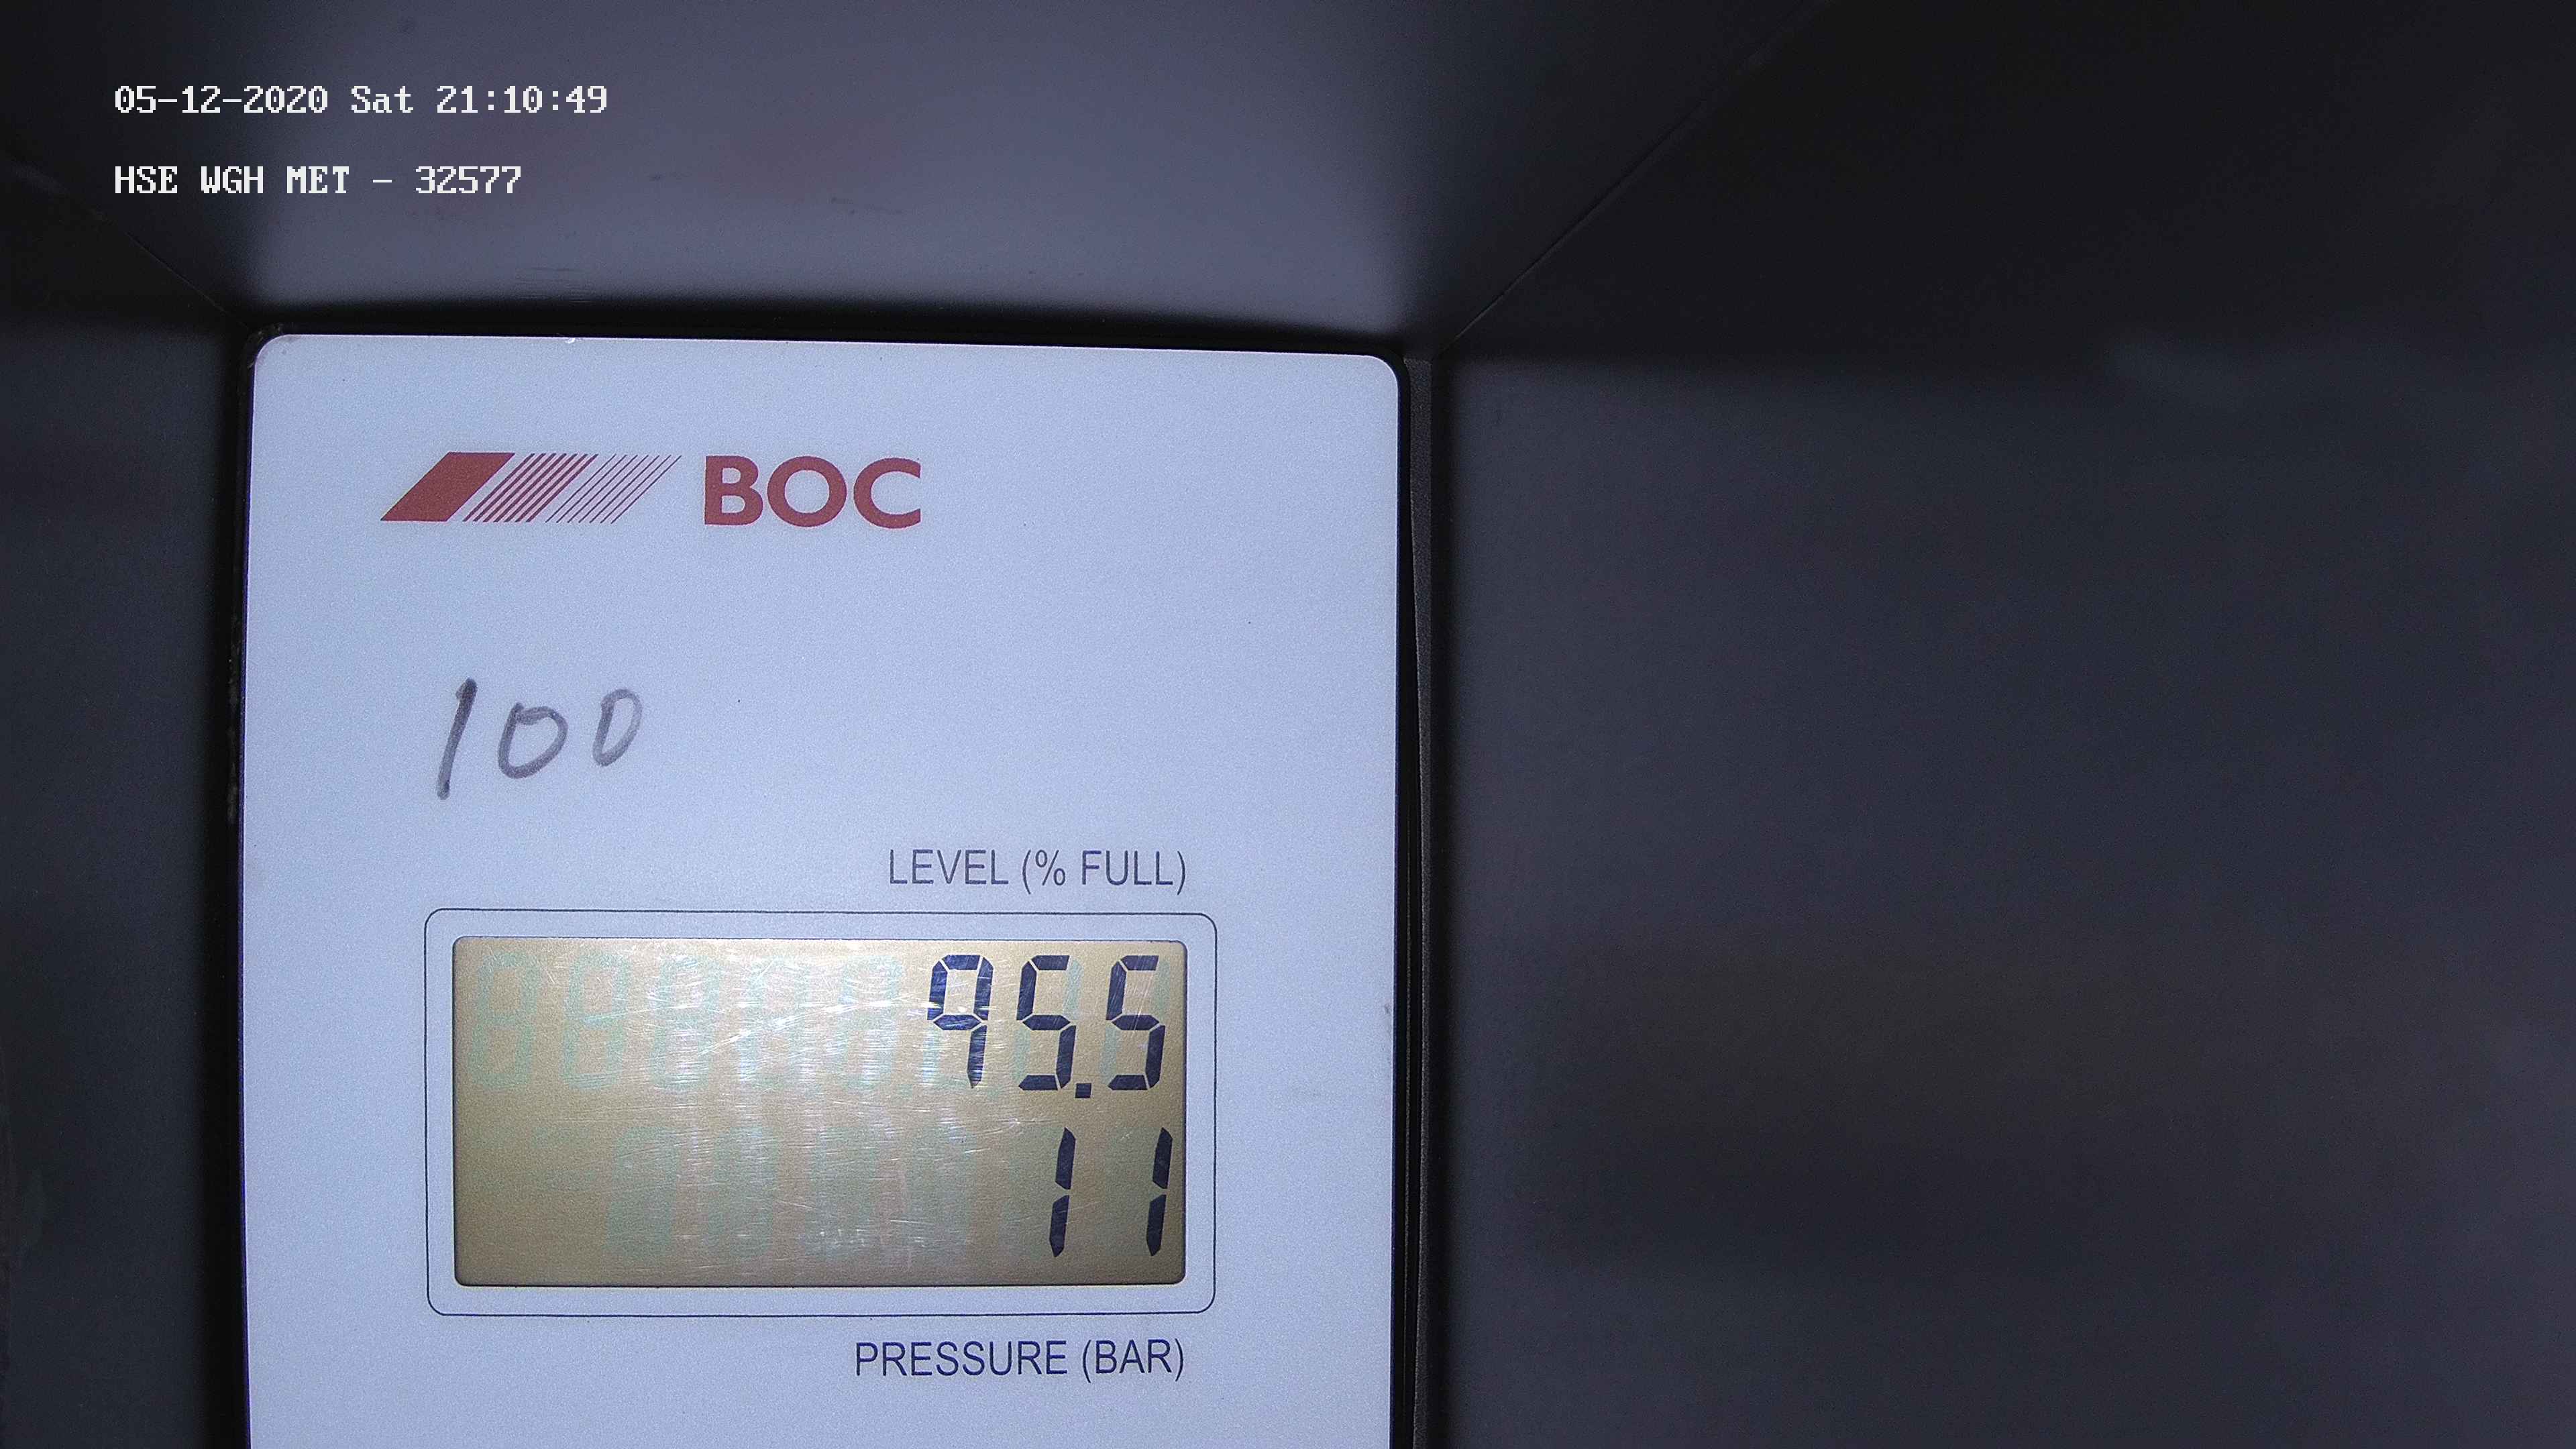 05-12-2020 Sat 21:10:49
HSE WGH MET - 32577
BOC
100
LEVEL (% FULL)
95.5
11
PRESSURE (BAR)